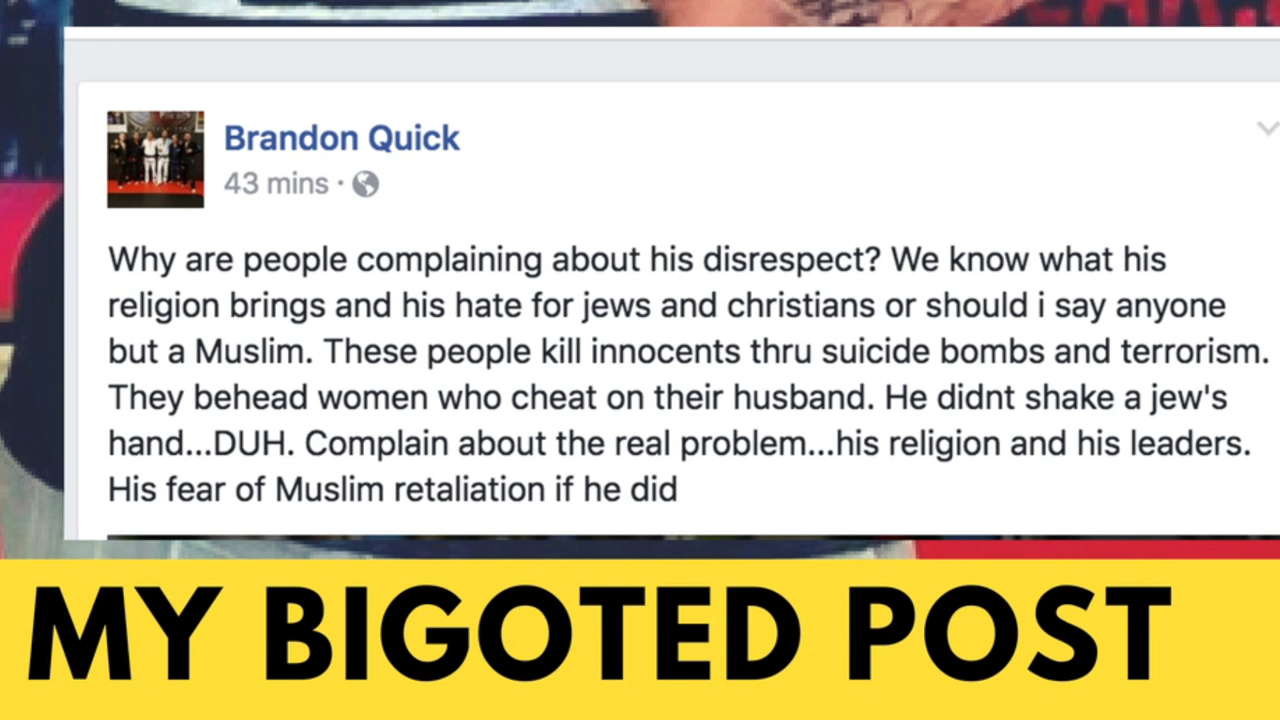 Brandon Quick
43 mins ·
Why are people complaining about his disrespect? We know what his
religion brings and his hate for jews and christians or should i say anyone
but a Muslim. These people kill innocents thru suicide bombs and terrorism.
They behead women who cheat on their husband. He didnt shake a jew's
hand...DUH. Complain about the real problem...his religion and his leaders.
His fear of Muslim retaliation if he did
MY BIGOTED POST